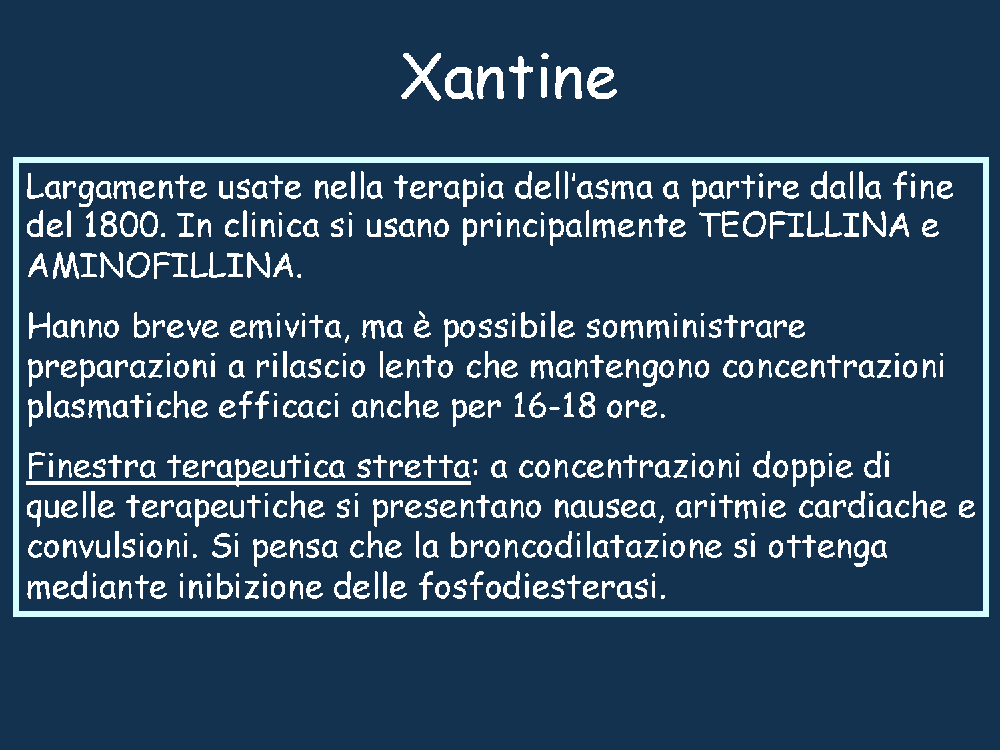 Xantine
Largamente usate nella terapia dell’asma a partire dalla fine
del 1800. In clinica si usano principalmente TEOFILLINA e
AMINOFILLINA.
Hanno breve emivita, ma è possibile somministrare
preparazioni a rilascio lento che mantengono concentrazioni
plasmatiche efficaci anche per 16-18 ore.
Finestra terapeutica stretta: a concentrazioni doppie di
quelle terapeutiche si presentano nausea, aritmie cardiache e
convulsioni. Si pensa che la broncodilatazione si ottenga
mediante inibizione delle fosfodiesterasi.